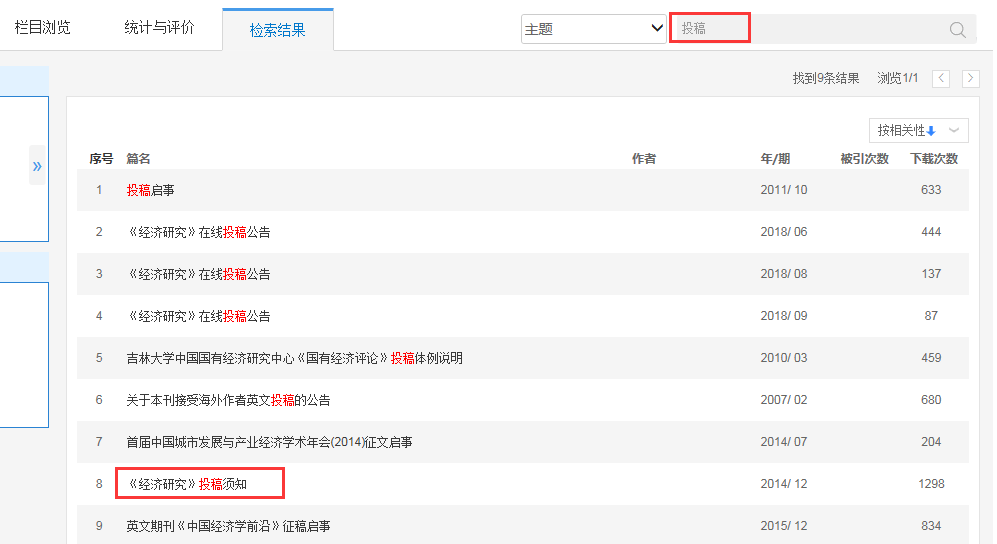 栏目浏览 统计与评价 检索结果 主题 投稿
找到9条结果 浏览1/1
按相关性
序号 篇名 作者 年/期 被引次数 下载次数
1 投稿启事 2011/ 10 633
2 《经济研究》在线投稿公告 2018/ 06 444
3 《经济研究》在线投稿公告 2018/ 08 137
4 《经济研究》在线投稿公告 2018/ 09 87
5 吉林大学中国国有经济研究中心《国有经济评论》投稿体例说明 2010/ 03 459
6 关于本刊接受海外作者英文投稿的公告 2007/ 02 680
7 首届中国城市发展与产业经济学术年会(2014)征文启事 2014/ 07 204
8 《经济研究》投稿须知 2014/ 12 1298
9 英文期刊《中国经济学前沿》征稿启事 2015/ 12 834